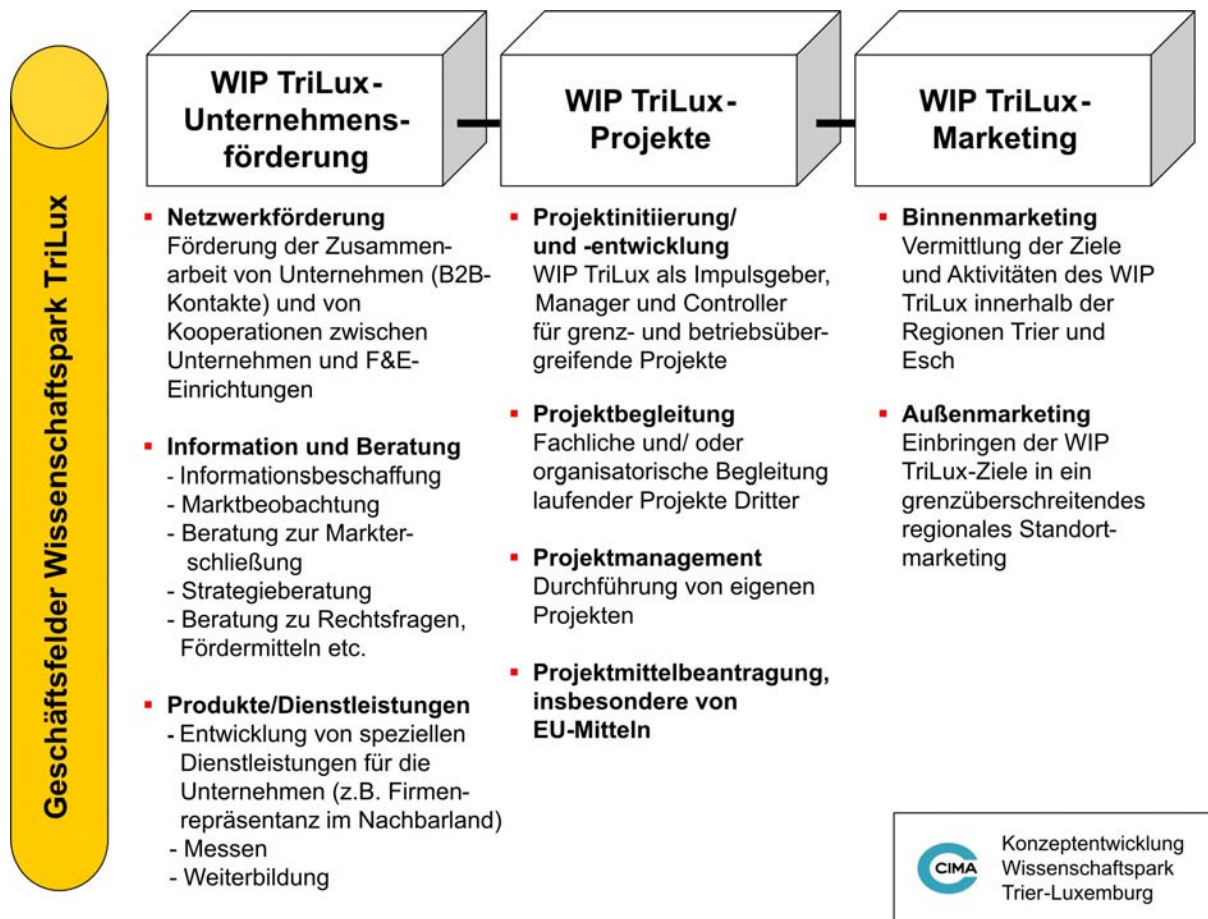 Geschäftsfelder Wissenschaftspark TriLux
WIP TriLux-
Unternehmens-
förderung
▪ Netzwerkförderung
Förderung der Zusammen-
arbeit von Unternehmen (B2B-
Kontakte) und von
Kooperationen zwischen
Unternehmen und F&E-
Einrichtungen
▪ Information und Beratung
- Informationsbeschaffung
- Marktbeobachtung
- Beratung zur Markter-
schließung
- Strategieberatung
- Beratung zu Rechtsfragen,
Fördermitteln etc.
▪ Produkte/Dienstleistungen
- Entwicklung von speziellen
Dienstleistungen für die
Unternehmen (z.B. Firmen-
repräsentanz im Nachbarland)
- Messen
- Weiterbildung
WIP TriLux-
Projekte
▪ Projektinitiierung/
und -entwicklung
WIP TriLux als Impulsgeber,
Manager und Controller
für grenz- und betriebsüber-
greifende Projekte
▪ Projektbegleitung
Fachliche und/ oder
organisatorische Begleitung
laufender Projekte Dritter
▪ Projektmanagement
Durchführung von eigenen
Projekten
▪ Projektmittelbeantragung,
insbesondere von
EU-Mitteln
WIP TriLux-
Marketing
▪ Binnenmarketing
Vermittlung der Ziele
und Aktivitäten des WIP
TriLux innerhalb der
Regionen Trier und
Esch
▪ Außenmarketing
Einbringen der WIP
TriLux-Ziele in ein
grenzüberschreitendes
regionales Standort-
marketing
CIMA
Konzeptentwicklung
Wissenschaftspark
Trier-Luxemburg